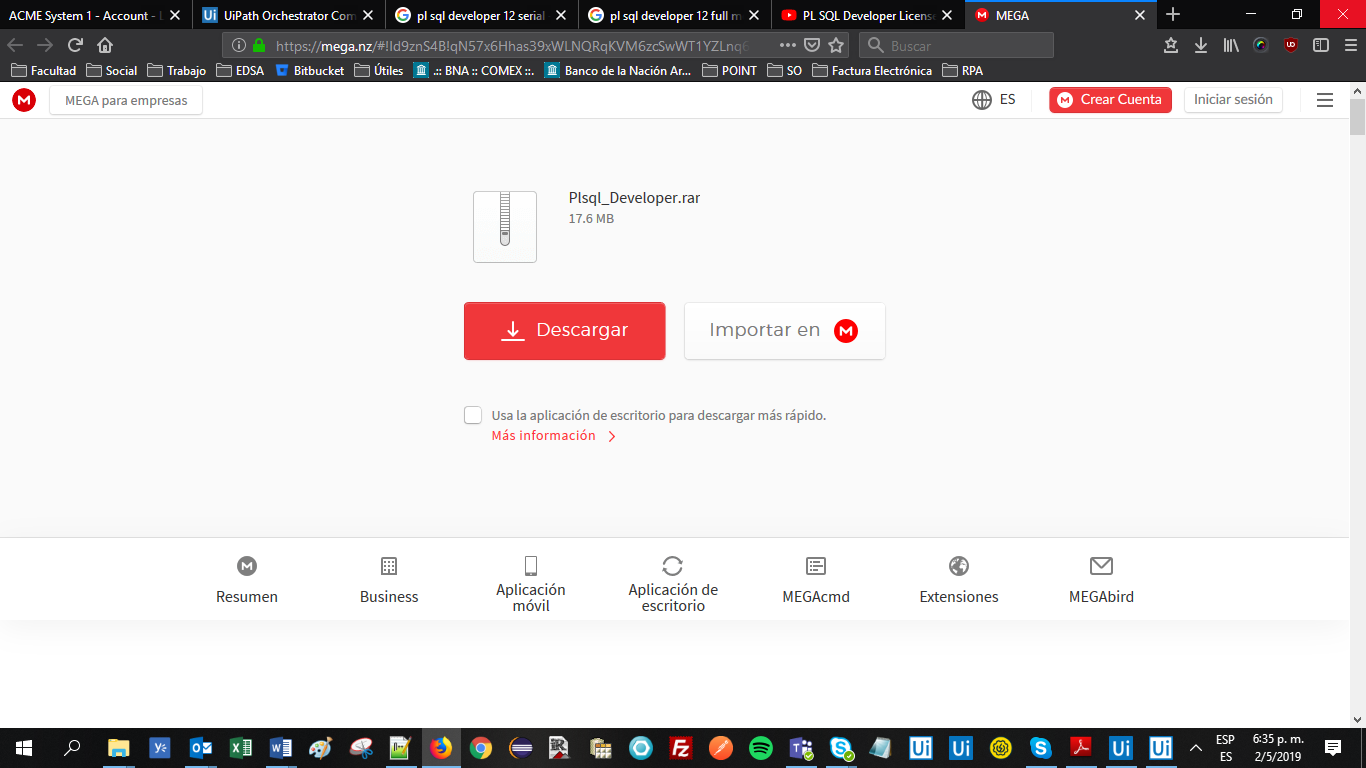 ACME System 1 - Account - L
UiPath Orchestrator Com
pl sql developer 12 serial
pl sql developer 12 full m
PL SQL Developer License
MEGA
https://mega.nz/#!Id9znS4B!qN57x6Hhas39xWLNQRqKVM6zcSwWT1YZLnq6
Buscar
Facultad
Social
Trabajo
EDSA
Bitbucket
Útiles
.:: BNA :: COMEX ::.
Banco de la Nación Ar...
POINT
SO
Factura Electrónica
RPA
MEGA para empresas
ES
Crear Cuenta
Iniciar sesión
Plsql_Developer.rar
17.6 MB
Descargar
Importar en
Usa la aplicación de escritorio para descargar más rápido.
Más información
Resumen
Business
Aplicación
móvil
Aplicación de
escritorio
MEGAcmd
Extensiones
MEGAbird
ESP
ES
6:35 p. m.
2/5/2019